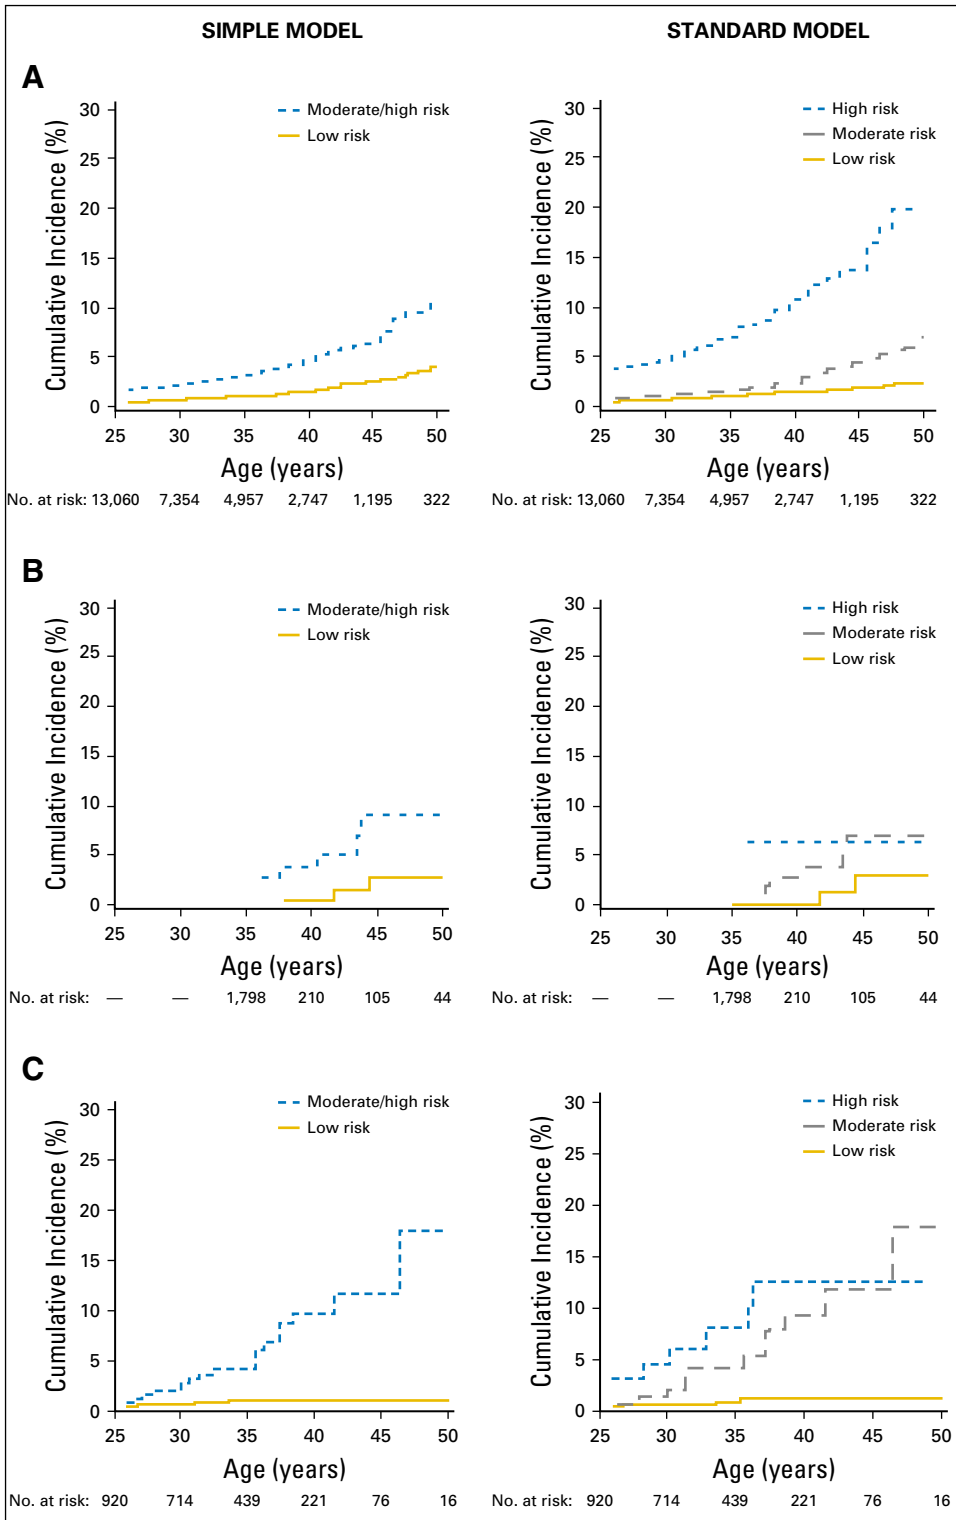 SIMPLE MODEL
STANDARD MODEL
A
Cumulative Incidence (%)
30
25
20
15
10
5
0
Moderate/high risk
Low risk
25 30 35 40 45 50
Age (years)
No. at risk: 13,060 7,354 4,957 2,747 1,195 322
Cumulative Incidence (%)
30
25
20
15
10
5
0
High risk
Moderate risk
Low risk
25 30 35 40 45 50
Age (years)
No. at risk: 13,060 7,354 4,957 2,747 1,195 322
B
Cumulative Incidence (%)
30
25
20
15
10
5
0
Moderate/high risk
Low risk
25 30 35 40 45 50
Age (years)
No. at risk: — — 1,798 210 105 44
Cumulative Incidence (%)
30
25
20
15
10
5
0
High risk
Moderate risk
Low risk
25 30 35 40 45 50
Age (years)
No. at risk: — — 1,798 210 105 44
C
Cumulative Incidence (%)
30
25
20
15
10
5
0
Moderate/high risk
Low risk
25 30 35 40 45 50
Age (years)
No. at risk: 920 714 439 221 76 16
Cumulative Incidence (%)
30
25
20
15
10
5
0
High risk
Moderate risk
Low risk
25 30 35 40 45 50
Age (years)
No. at risk: 920 714 439 221 76 16